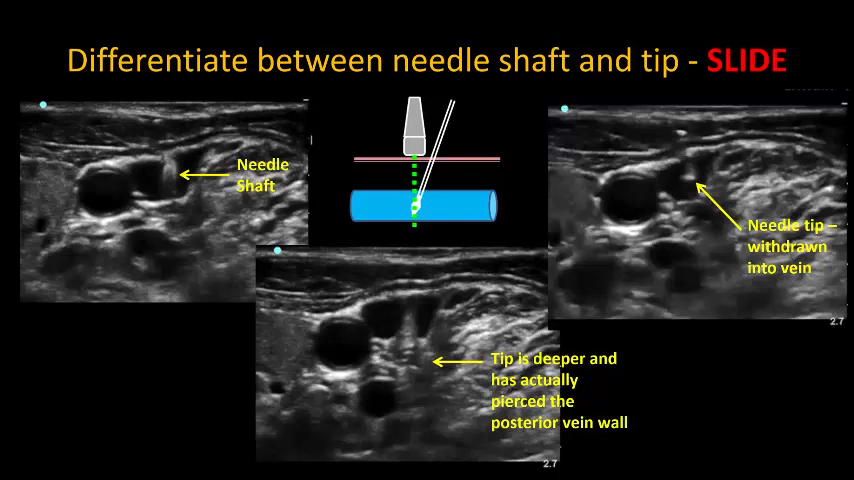 Differentiate between needle shaft and tip - SLIDE
Needle
Shaft
Needle tip –
withdrawn
into vein
2.7
Tip is deeper and
has actually
pierced the
posterior vein wall
2.7